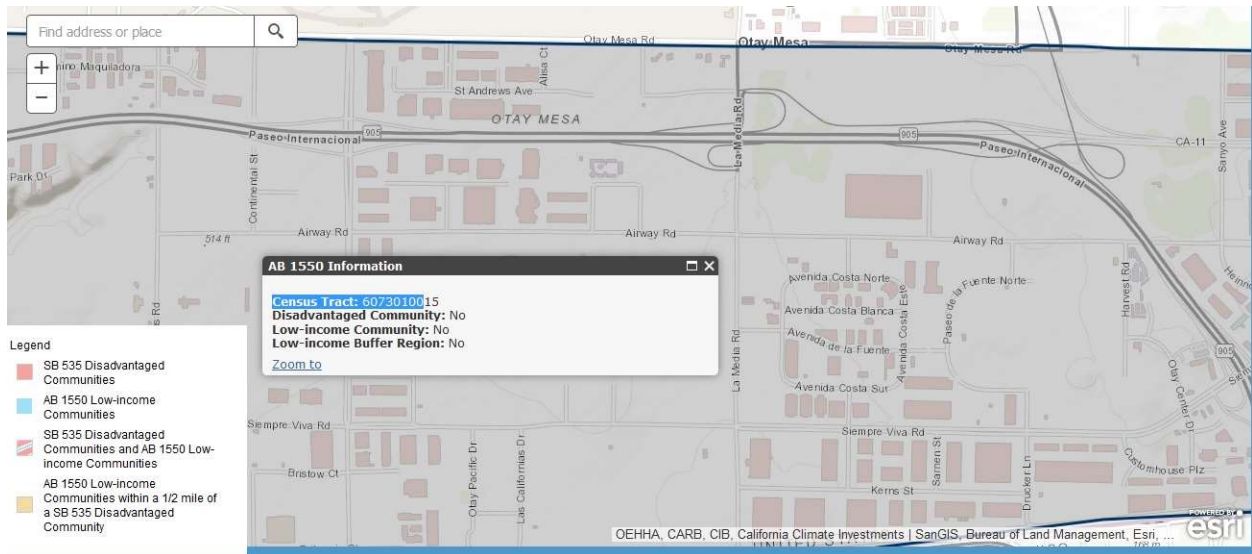 Find address or place
Otay Mesa Rd
Otay Mesa
Otay Mesa Rd
+
−
Maquiladora
Alisa Ct
St Andrews Ave
OTAY MESA
La Media Rd
Paseo Internacional
905
905
Paseo Internacional
CA-11
Sanyo Ave
Park Dr
Continental St
514 ft
Airway Rd
Airway Rd
Airway Rd
AB 1550 Information
Census Tract: 6073010015
Disadvantaged Community: No
Low-income Community: No
Low-income Buffer Region: No
Zoom to
Avenida Costa Norte
Avenida Costa Blanca
Avenida de la Fuente
Avenida Costa Sur
Avenida Costa Este
Paseo de la Fuente Norte
Harvest Rd
La Media Rd
905
Otay Center Dr
Legend
SB 535 Disadvantaged
Communities
AB 1550 Low-income
Communities
SB 535 Disadvantaged
Communities and AB 1550 Low-
income Communities
AB 1550 Low-income
Communities within a 1/2 mile of
a SB 535 Disadvantaged
Community
Siempre Viva Rd
Siempre Viva Rd
Bristow Ct
Otay Pacific Dr
Las Californias Dr
Sarnen St
Drucker Ln
Customhouse Plz
Kerns St
OEHHA, CARB, CIB, California Climate Investments | SanGIS, Bureau of Land Management, Esri, ...
POWERED BY
esri